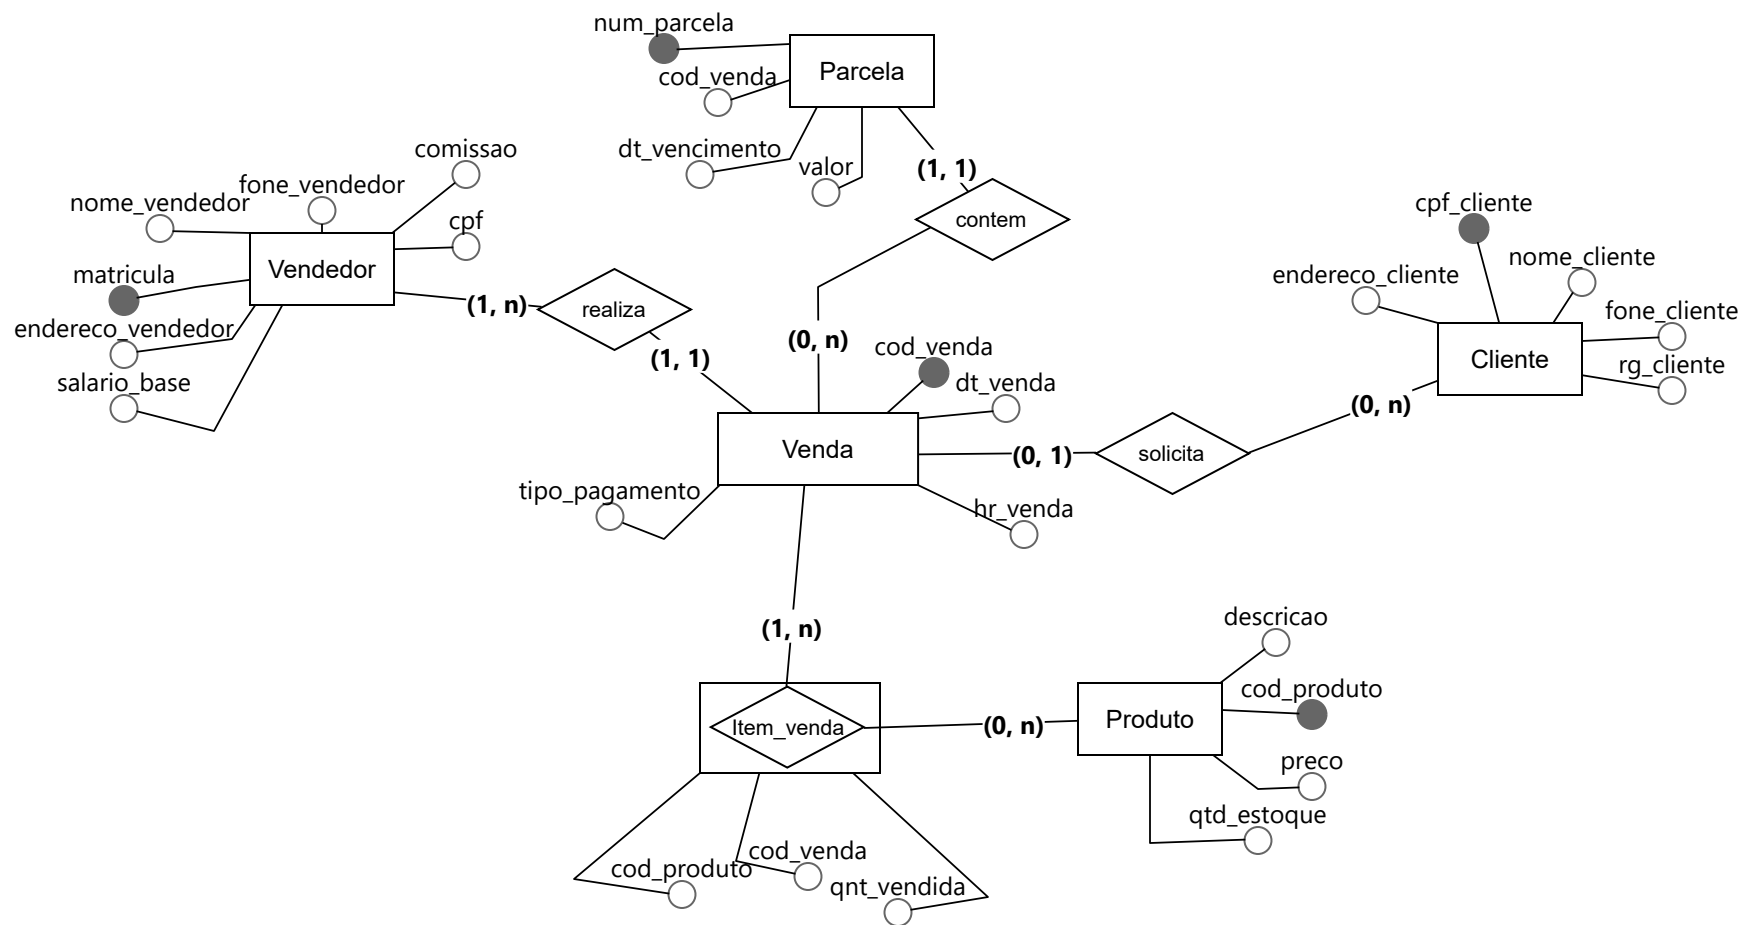 num_parcela
Parcela
cod_venda
dt_vencimento
valor
(1, 1)
contem
comissao
fone_vendedor
nome_vendedor
cpf
Vendedor
matricula
endereco_vendedor
salario_base
(1, n)
realiza
(1, 1)
(0, n)
cod_venda
dt_venda
Venda
(0, 1)
solicita
(0, n)
tipo_pagamento
hr_venda
cpf_cliente
nome_cliente
endereco_cliente
fone_cliente
Cliente
rg_cliente
(1, n)
Item_venda
(0, n)
descricao
cod_produto
Produto
preco
qtd_estoque
cod_venda
cod_produto
qnt_vendida